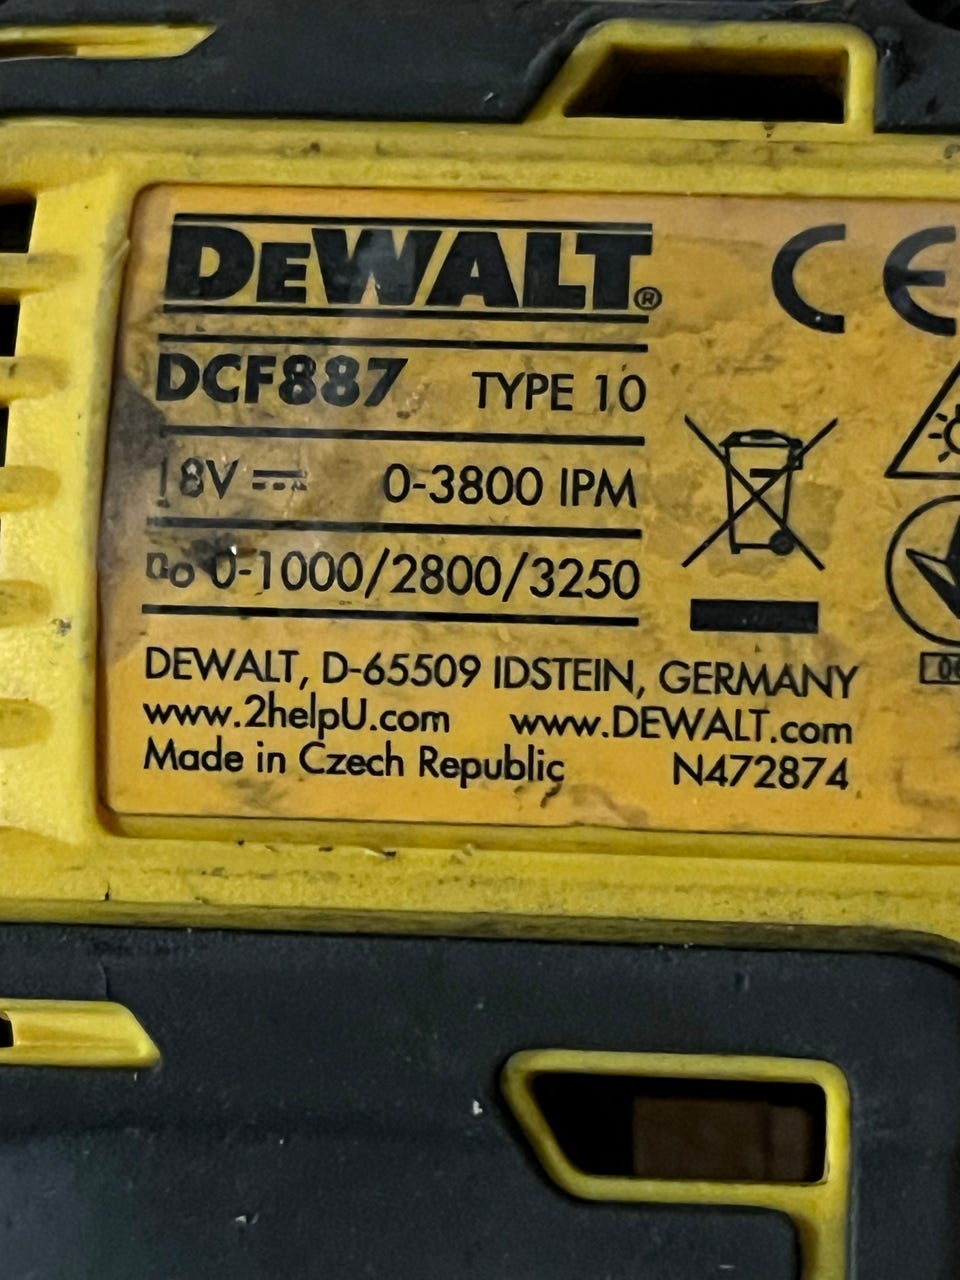 DEWALT®
CE
DCF887 TYPE 10
18V 0-3800 IPM
n₀ 0-1000/2800/3250
DEWALT, D-65509 IDSTEIN, GERMANY
www.2helpU.com www.DEWALT.com
Made in Czech Republic N472874